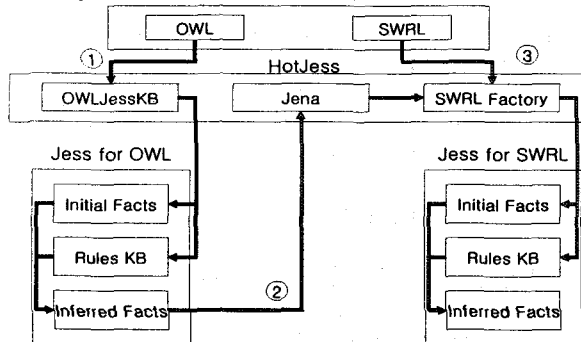 OWL SWRL
① ③
HotJess
OWLJessKB Jena SWRL Factory
Jess for OWL Jess for SWRL
Initial Facts Initial Facts
Rules KB Rules KB
②
Inferred Facts Inferred Facts